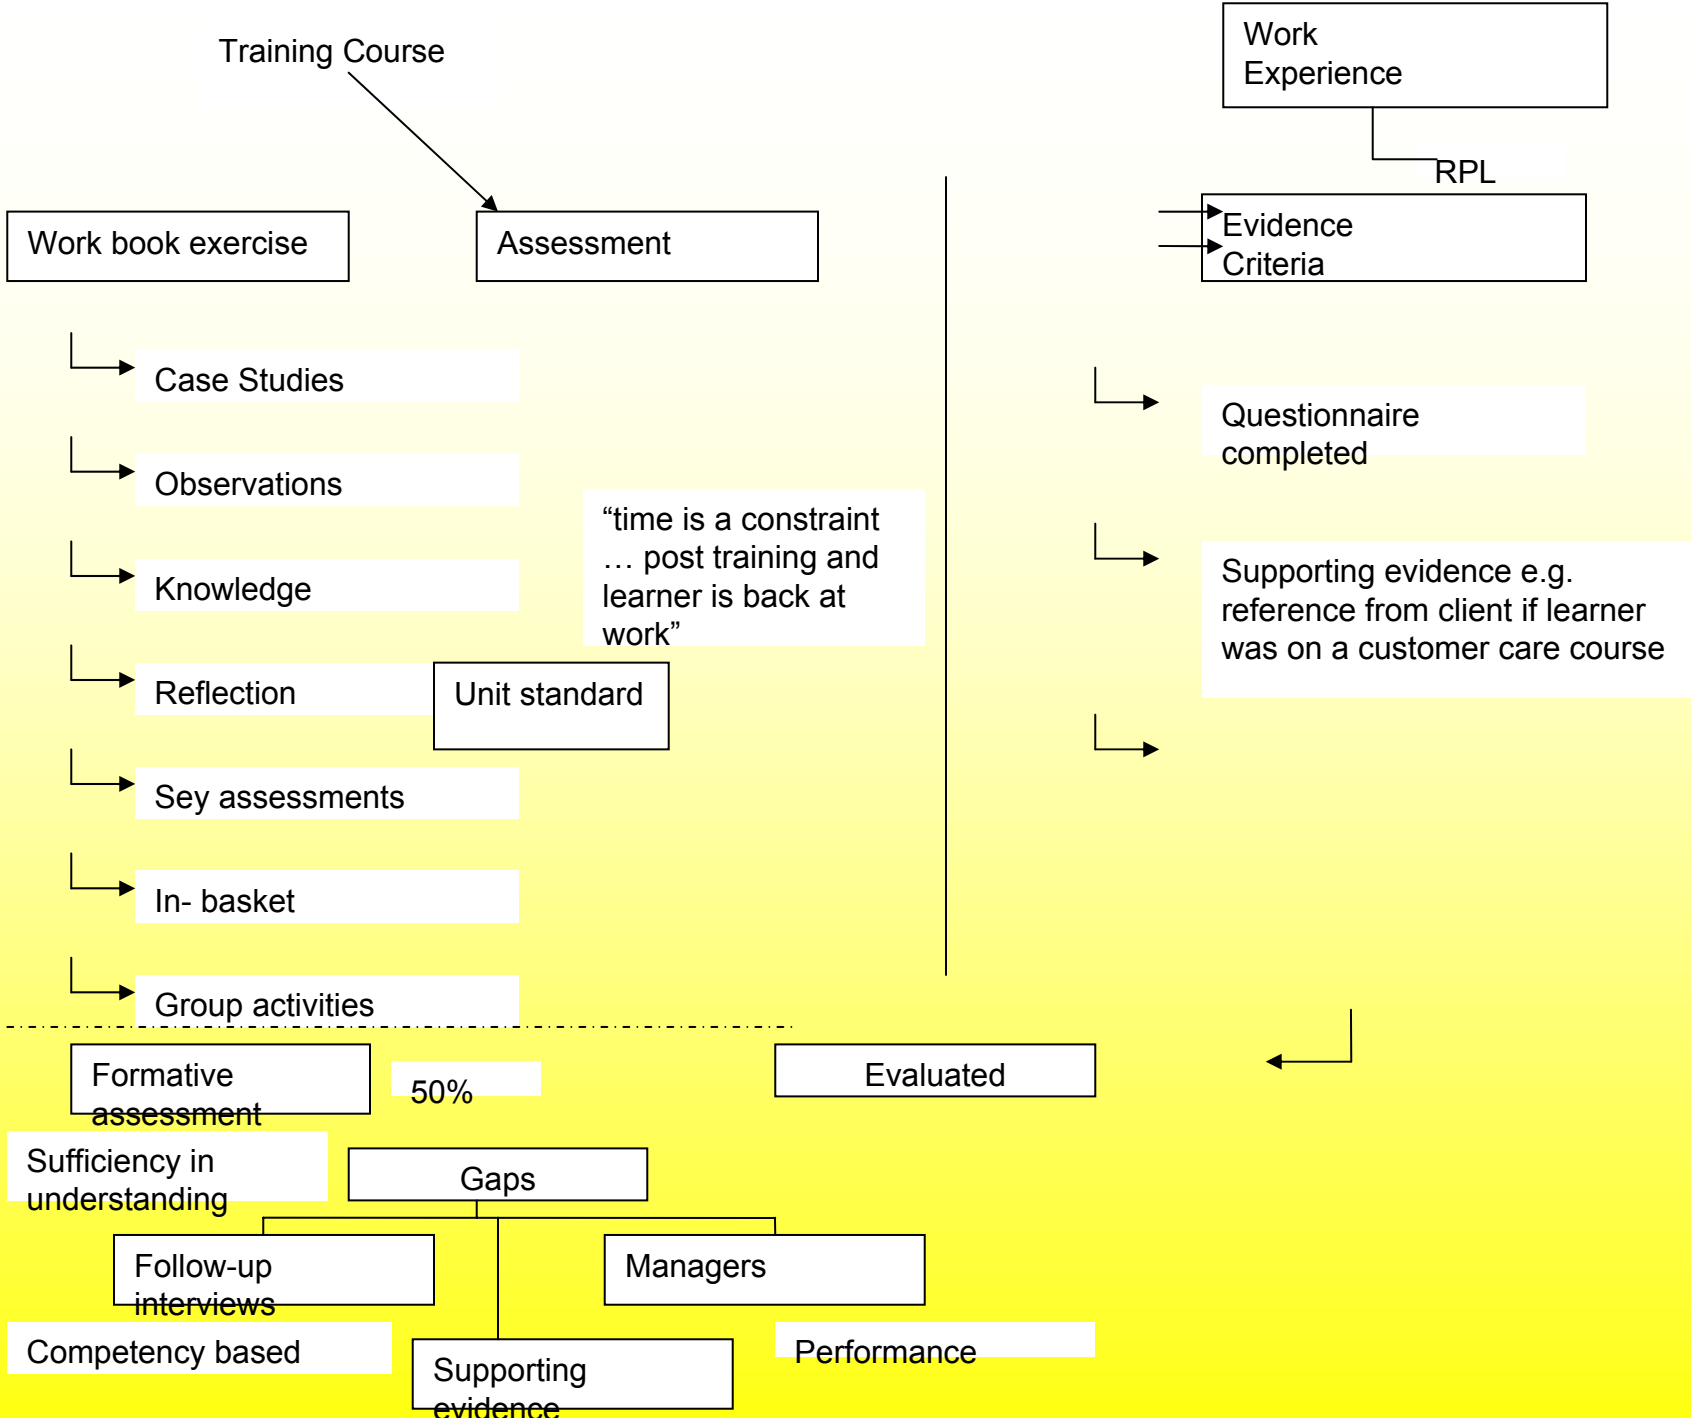 Training Course
Work
Experience
RPL
Work book exercise
Assessment
Evidence
Criteria
Case Studies
Observations
Knowledge
Reflection
Sey assessments
In- basket
Group activities
“time is a constraint
… post training and
learner is back at
work”
Unit standard
Questionnaire
completed
Supporting evidence e.g.
reference from client if learner
was on a customer care course
Formative
assessment
50%
Evaluated
Sufficiency in
understanding
Gaps
Follow-up
interviews
Managers
Competency based
Supporting
evidence
Performance